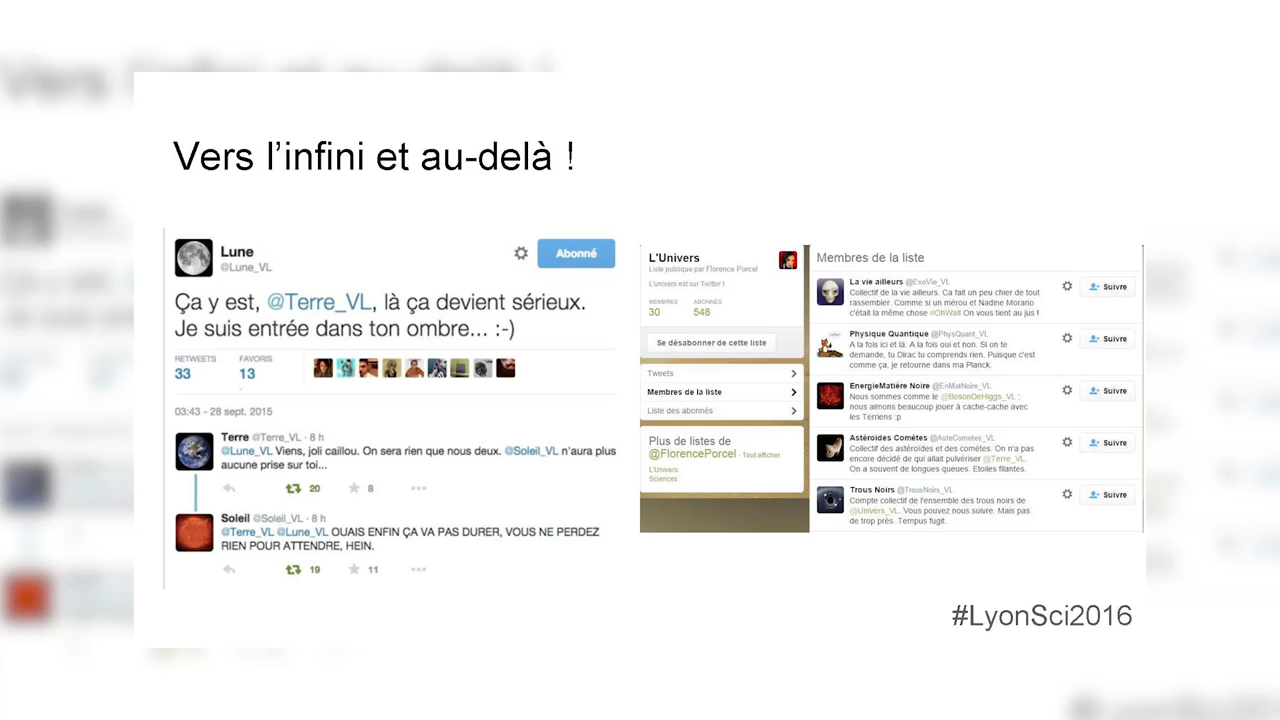 Vers l’infini et au-delà !
Lune
@Lune_VL
Abonné
Ça y est, @Terre_VL, là ça devient sérieux.
Je suis entrée dans ton ombre... :-)
RETWEETS
33
FAVORIS
13
03:43 - 28 sept. 2015
Terre @Terre_VL · 8 h
@Lune_VL Viens, joli caillou. On sera rien que nous deux. @Soleil_VL n'aura plus
aucune prise sur toi...
20
8
Soleil @Soleil_VL · 8 h
@Terre_VL @Lune_VL OUAIS ENFIN ÇA VA PAS DURER, VOUS NE PERDEZ
RIEN POUR ATTENDRE, HEIN.
19
11
L'Univers
Liste publique par Florence Porcel
L'univers est sur Twitter !
MEMBRES
30
ABONNÉS
548
Se désabonner de cette liste
Tweets
Membres de la liste
Liste des abonnés
Plus de listes de
@FlorencePorcel · Tout afficher
L'Univers
Sciences
Membres de la liste
La vie ailleurs @ExoVie_VL
Collectif de la vie ailleurs. Ca fait un peu chier de tout
rassembler. Comme si un mérou et Nadine Morano
c'était la même chose #OhWait On vous tient au jus !
Suivre
Physique Quantique @PhysQuant_VL
A la fois ici et là. A la fois oui et non. Si on te
demande, tu Dirac tu comprends rien. Puisque c'est
comme ça, je retourne dans ma Planck.
Suivre
EnergieMatière Noire @EnMatNoire_VL
Nous sommes comme le @BosonDeHiggs_VL :
nous aimons beaucoup jouer à cache-cache avec
les Terriens :p
Suivre
Astéroïdes Comètes @AsteCometes_VL
Collectif des astéroïdes et des comètes. On n'a pas
encore décidé de qui allait pulvériser @Terre_VL.
On a souvent de longues queues. Etoiles filantes.
Suivre
Trous Noirs @TrousNoirs_VL
Compte collectif de l'ensemble des trous noirs de
@Univers_VL. Vous pouvez nous suivre. Mais pas
de trop près. Tempus fugit.
Suivre
#LyonSci2016